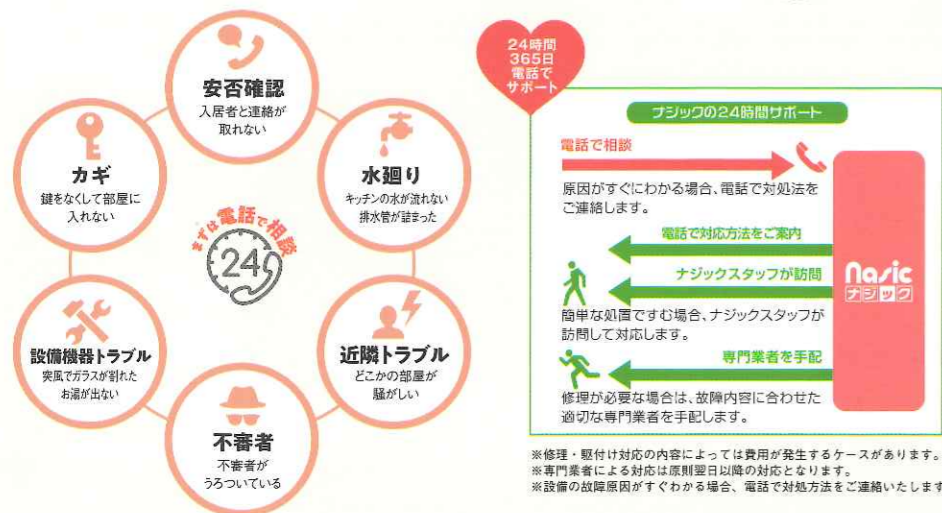 安否確認
入居者と連絡が
取れない
カギ
鍵をなくして部屋に
入れない
水廻り
キッチンの水が流れない
排水管が詰まった
まずは電話で相談
24
設備機器トラブル
突風でガラスが割れた
お湯が出ない
近隣トラブル
どこかの部屋が
騒がしい
不審者
不審者が
うろついている
24時間
365日
電話で
サポート
ナジックの24時間サポート
電話で相談
原因がすぐにわかる場合、電話で対処法を
ご連絡します。
電話で対応方法をご案内
ナジックスタッフが訪問
簡単な処置ですむ場合、ナジックスタッフが
訪問して対応します。
専門業者を手配
修理が必要な場合は、故障内容に合わせた
適切な専門業者を手配します。
Nasic
ナジック
※修理・駆付け対応の内容によっては費用が発生するケースがあります。
※専門業者による対応は原則翌日以降の対応となります。
※設備の故障原因がすぐわかる場合、電話で対処方法をご連絡いたします